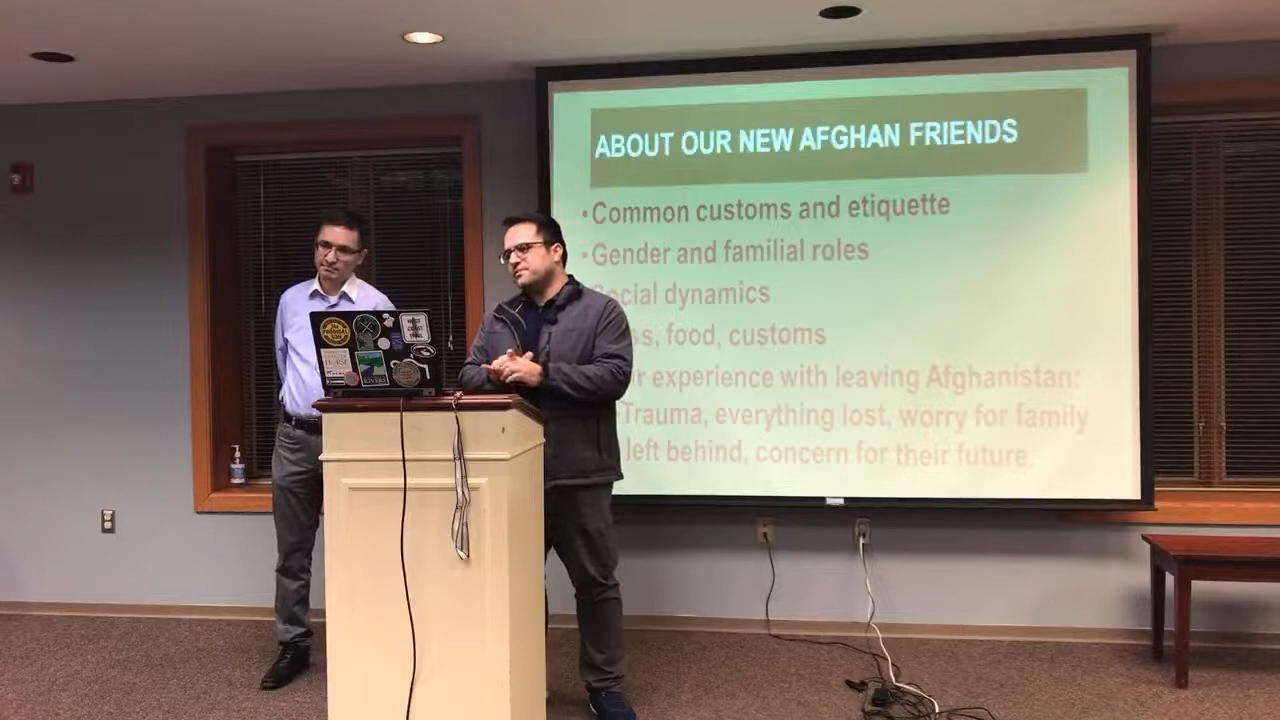 ABOUT OUR NEW AFGHAN FRIENDS
•Common customs and etiquette
•Gender and familial roles
Social dynamics
food, customs
experience with leaving Afghanistan:
Trauma, everything lost, worry for family
left behind, concern for their future
RIVERS